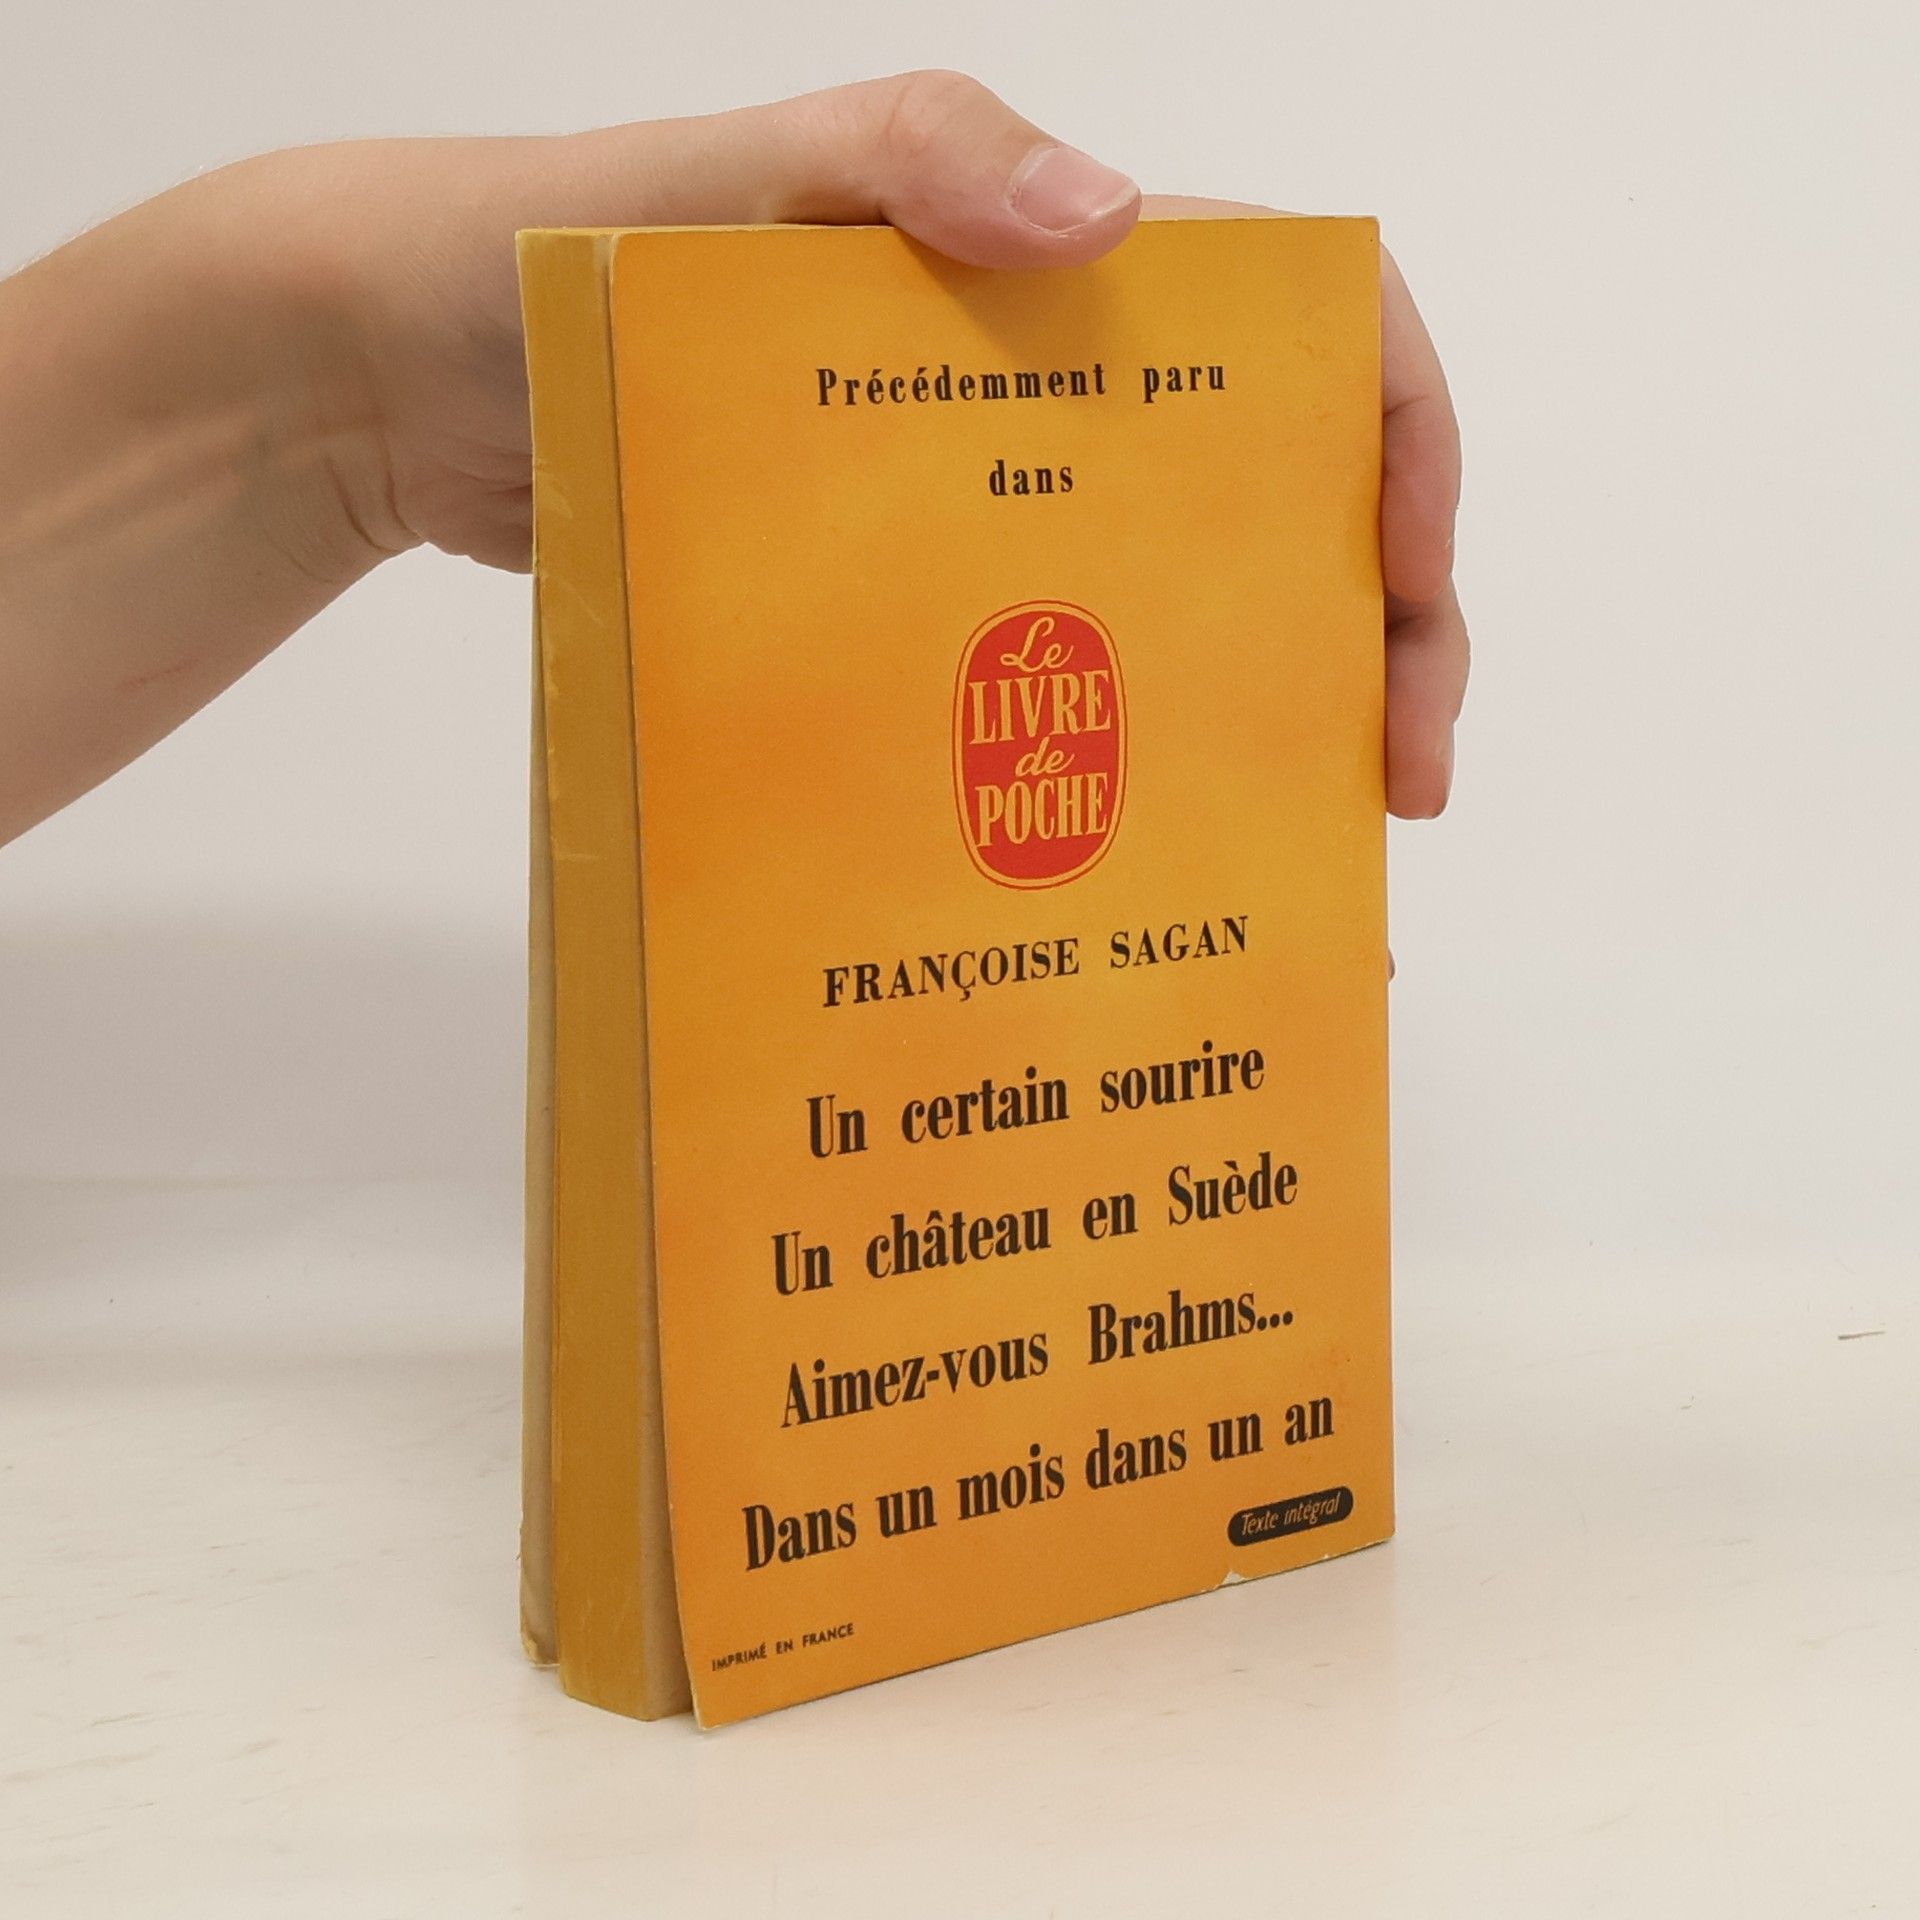 Précédemment paru
dans
Le
LIVRE
de
POCHE
FRANÇOISE SAGAN
Un certain sourire
Un château en Suède
Aimez-vous Brahms...
Dans un mois dans un an
Texte intégral
IMPRIMÉ EN FRANCE